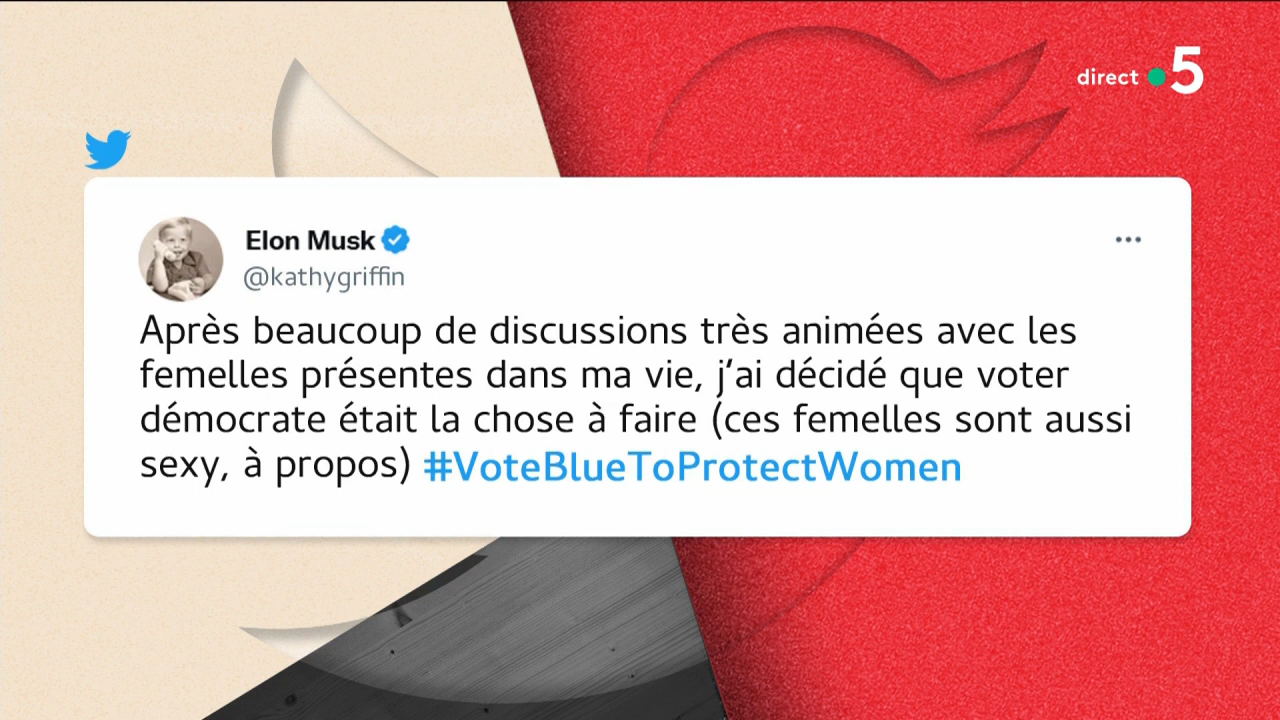 direct 5
Elon Musk
@kathygriffin
Après beaucoup de discussions très animées avec les
femelles présentes dans ma vie, j’ai décidé que voter
démocrate était la chose à faire (ces femelles sont aussi
sexy, à propos) #VoteBlueToProtectWomen